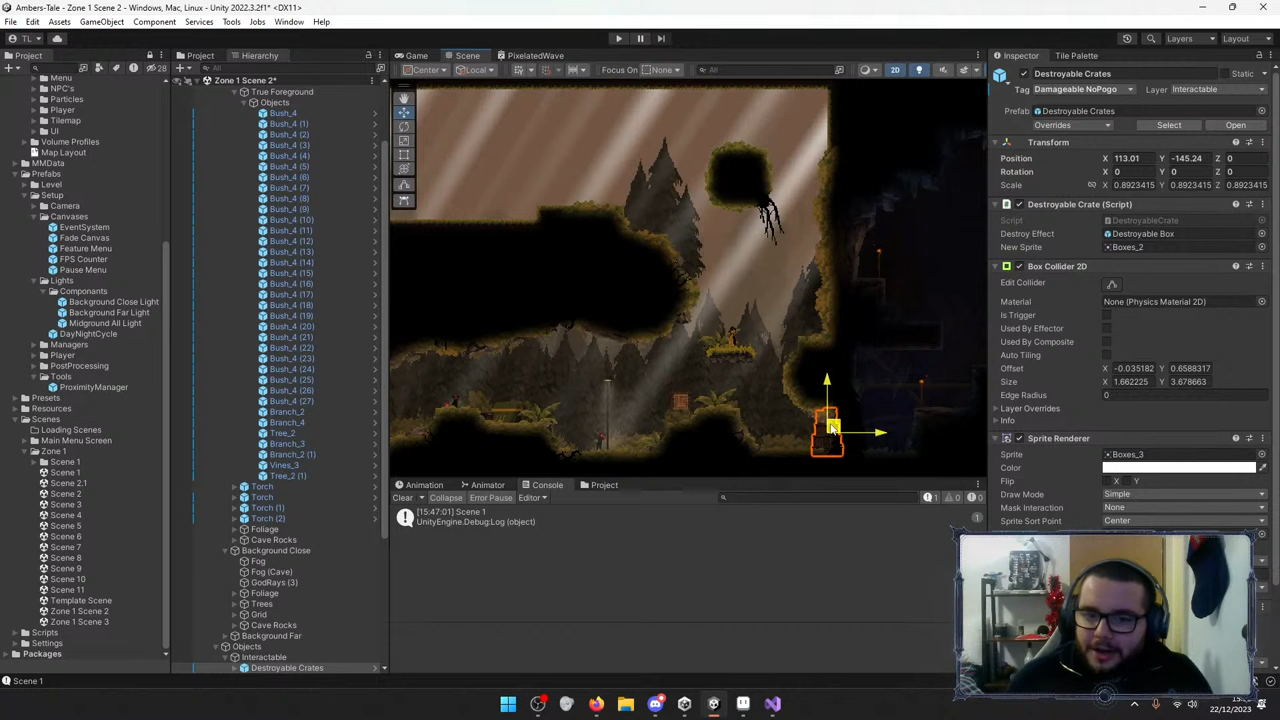 Ambers-Tale - Zone 1 Scene 2 - Windows, Mac, Linux - Unity 2022.3.2f1* <DX11>
File Edit Assets GameObject Component Services Tools Jobs Window Help
TL Layers Layout
Project Project Hierarchy Game Scene PixelatedWave Inspector Tile Palette
28 All Center Local Focus On None All 2D
Menu
NPC's
Particles
Player
Tilemap
UI
Volume Profiles
Map Layout
MMData
Prefabs
Level
Setup
Camera
Canvases
EventSystem
Fade Canvas
Feature Menu
FPS Counter
Pause Menu
Lights
Componants
Background Close Light
Background Far Light
Midground All Light
DayNightCycle
Managers
Player
PostProcessing
Tools
ProximityManager
Presets
Resources
Scenes
Loading Scenes
Main Menu Screen
Zone 1
Scene 1
Scene 1
Scene 2.1
Scene 2
Scene 3
Scene 4
Scene 5
Scene 6
Scene 7
Scene 8
Scene 9
Scene 10
Scene 11
Template Scene
Zone 1 Scene 2
Zone 1 Scene 3
Scripts
Settings
Packages
Scene 1
Zone 1 Scene 2*
True Foreground
Objects
Bush_4
Bush_4 (1)
Bush_4 (2)
Bush_4 (3)
Bush_4 (4)
Bush_4 (5)
Bush_4 (6)
Bush_4 (7)
Bush_4 (8)
Bush_4 (9)
Bush_4 (10)
Bush_4 (11)
Bush_4 (12)
Bush_4 (13)
Bush_4 (14)
Bush_4 (15)
Bush_4 (16)
Bush_4 (17)
Bush_4 (18)
Bush_4 (19)
Bush_4 (20)
Bush_4 (21)
Bush_4 (22)
Bush_4 (23)
Bush_4 (24)
Bush_4 (25)
Bush_4 (26)
Bush_4 (27)
Branch_2
Branch_4
Tree_2
Branch_3
Branch_2 (1)
Vines_3
Tree_2 (1)
Torch
Torch
Torch (1)
Torch (2)
Foliage
Cave Rocks
Background Close
Fog
Fog (Cave)
GodRays (3)
Foliage
Trees
Grid
Cave Rocks
Background Far
Objects
Interactable
Destroyable Crates
Animation Animator Console Project
Clear Collapse Error Pause Editor 1 0 0
[15:47:01] Scene 1
UnityEngine.Debug:Log (object)
1
Destroyable Crates Static
Tag Damageable NoPogo Layer Interactable
Prefab Destroyable Crates
Overrides Select Open
Transform
Position X 113.01 Y -145.24 Z 0
Rotation X 0 Y 0 Z 0
Scale X 0.8923415 Y 0.8923415 Z 0.8923415
Destroyable Crate (Script)
Script DestroyableCrate
Destroy Effect Destroyable Box
New Sprite Boxes_2
Box Collider 2D
Edit Collider
Material None (Physics Material 2D)
Is Trigger
Used By Effector
Used By Composite
Auto Tiling
Offset X -0.035182 Y 0.6588317
Size X 1.662225 Y 3.678663
Edge Radius 0
Layer Overrides
Info
Sprite Renderer
Sprite Boxes_3
Color
Flip X Y
Draw Mode Simple
Mask Interaction None
Sprite Sort Point Center
22/12/2023